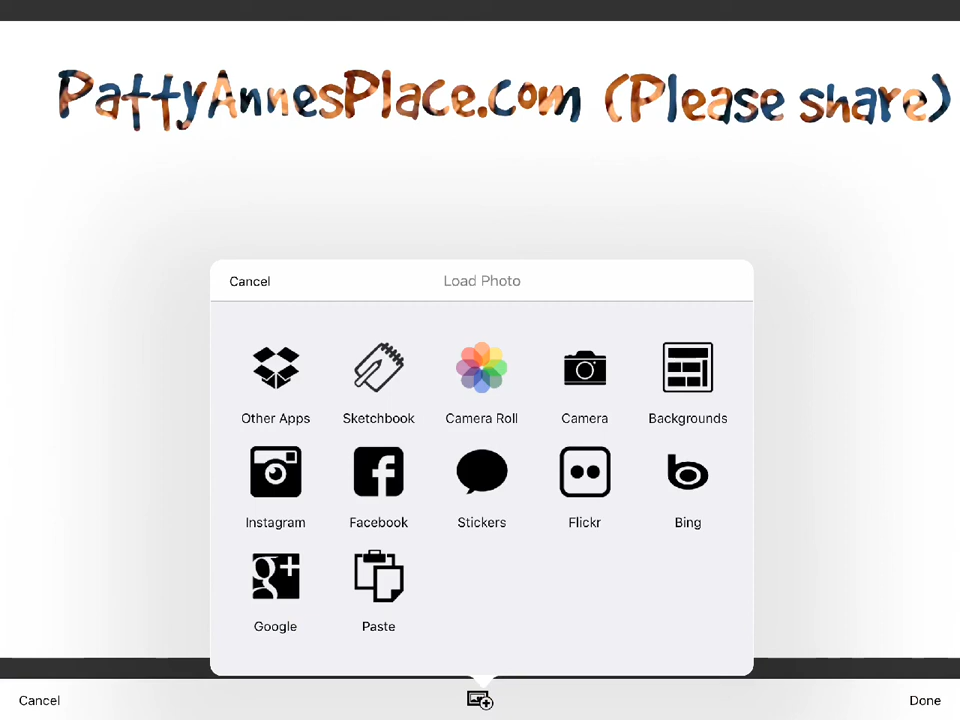 PattyAnnesPlace.com (Please share)
Cancel Load Photo
Other Apps Sketchbook Camera Roll Camera Backgrounds
Instagram Facebook Stickers Flickr Bing
Google Paste
Cancel Done